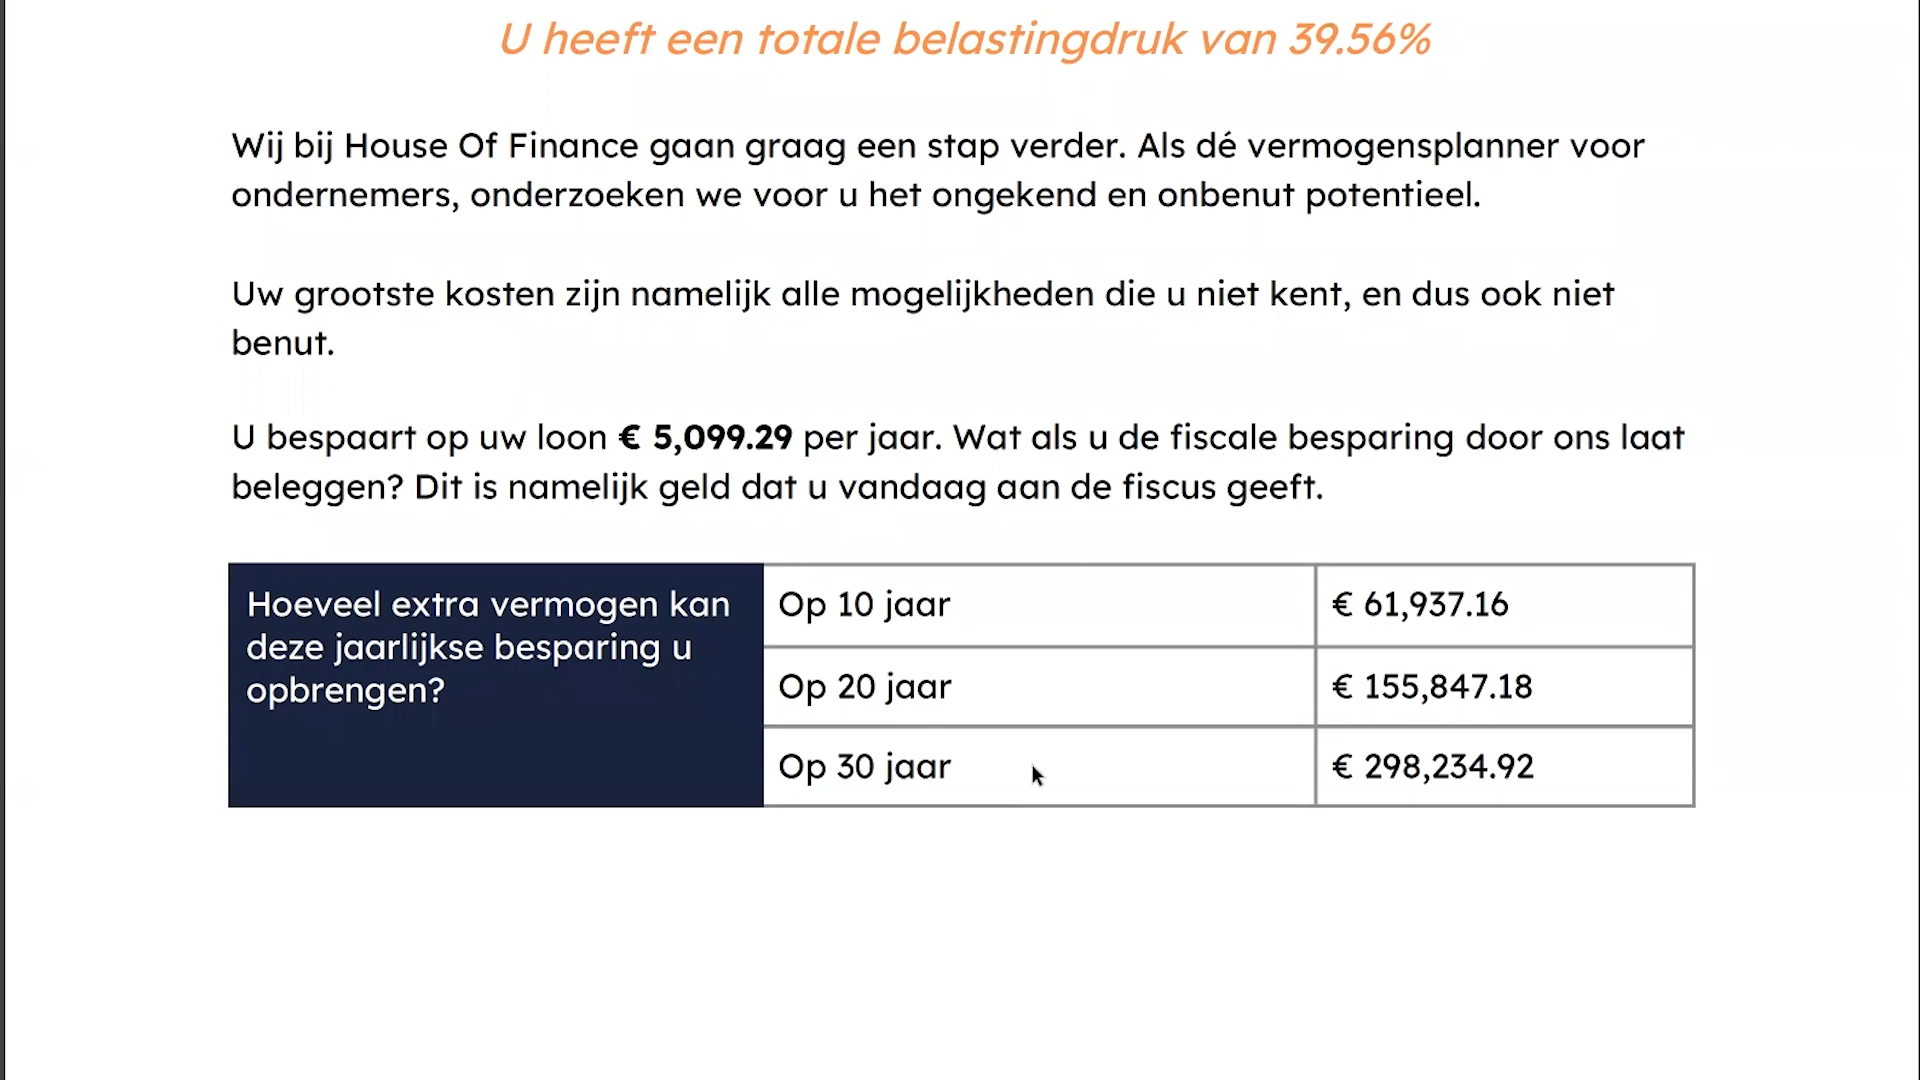 U heeft een totale belastingdruk van 39.56%
Wij bij House Of Finance gaan graag een stap verder. Als dé vermogensplanner voor
ondernemers, onderzoeken we voor u het ongekend en onbenut potentieel.
Uw grootste kosten zijn namelijk alle mogelijkheden die u niet kent, en dus ook niet
benut.
U bespaart op uw loon € 5,099.29 per jaar. Wat als u de fiscale besparing door ons laat
beleggen? Dit is namelijk geld dat u vandaag aan de fiscus geeft.
Hoeveel extra vermogen kan
deze jaarlijkse besparing u
opbrengen?
Op 10 jaar € 61,937.16
Op 20 jaar € 155,847.18
Op 30 jaar € 298,234.92